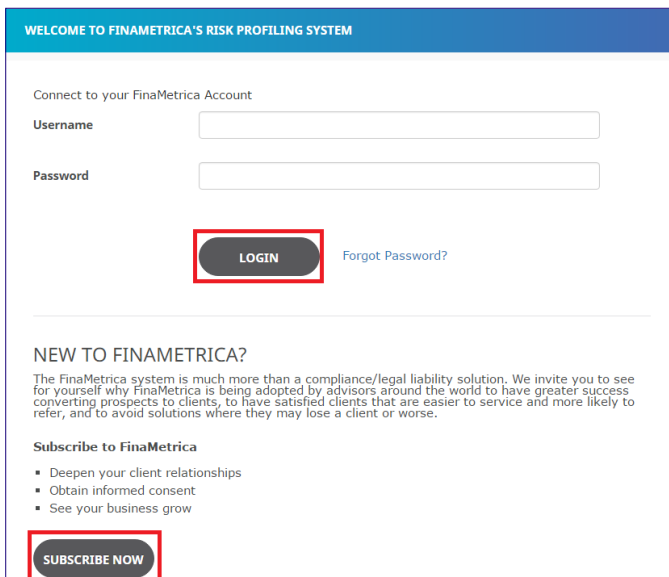 WELCOME TO FINAMETRICA'S RISK PROFILING SYSTEM
Connect to your FinaMetrica Account
Username
Password
LOGIN Forgot Password?
NEW TO FINAMETRICA?
The FinaMetrica system is much more than a compliance/legal liability solution. We invite you to see
for yourself why FinaMetrica is being adopted by advisors around the world to have greater success
converting prospects to clients, to have satisfied clients that are easier to service and more likely to
refer, and to avoid solutions where they may lose a client or worse.
Subscribe to FinaMetrica
▪ Deepen your client relationships
▪ Obtain informed consent
▪ See your business grow
SUBSCRIBE NOW